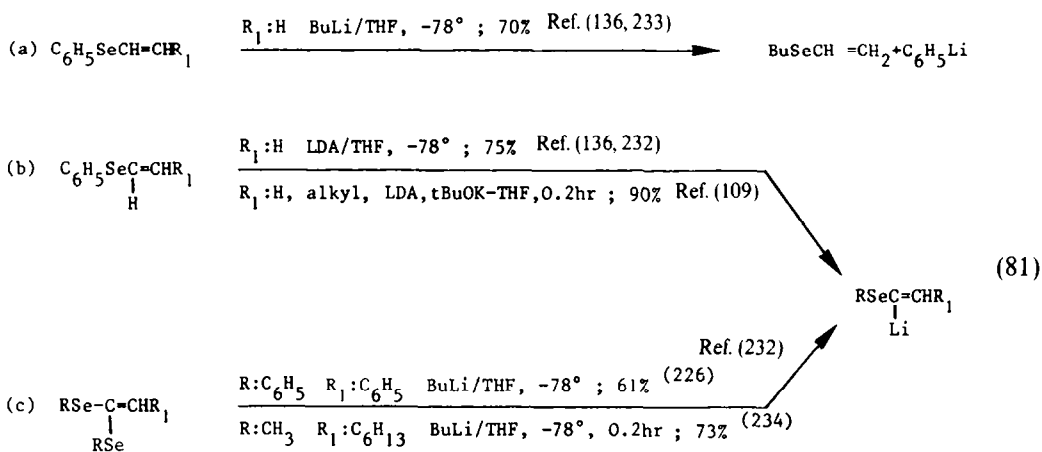 R₁:H BuLi/THF, -78° ; 70% Ref. (136, 233)
(a) C₆H₅SeCH=CHR₁ BuSeCH =CH₂+C₆H₅Li
R₁:H LDA/THF, -78° ; 75% Ref. (136, 232)
(b) C₆H₅SeC=CHR₁
H
R₁:H, alkyl, LDA,tBuOK-THF,0.2hr ; 90% Ref. (109)
(81)
RSeC=CHR₁
Li
Ref. (232)
R:C₆H₅ R₁:C₆H₅ BuLi/THF, -78° ; 61% (226)
(c) RSe-C=CHR₁
RSe
R:CH₃ R₁:C₆H₁₃ BuLi/THF, -78°, 0.2hr ; 73% (234)